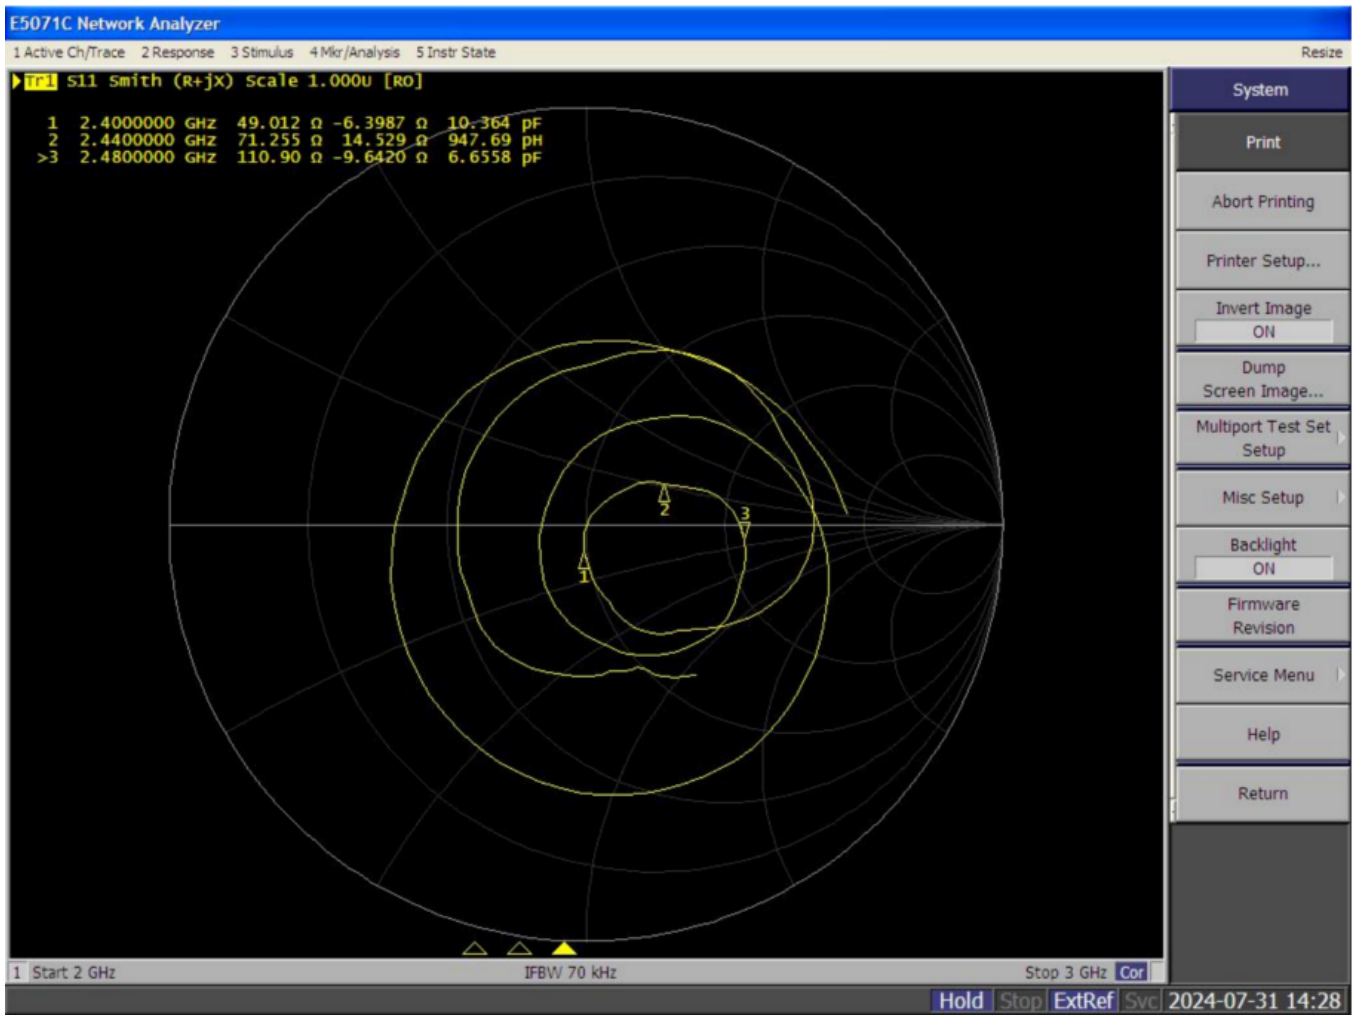 E5071C Network Analyzer
1 Active Ch/Trace 2 Response 3 Stimulus 4 Mkr/Analysis 5 Instr State Resize
Tr1 S11 Smith (R+jX) Scale 1.000U [R0]
1 2.4000000 GHz 49.012 Ω -6.3987 Ω 10.364 pF
2 2.4400000 GHz 71.255 Ω 14.529 Ω 947.69 pH
>3 2.4800000 GHz 110.90 Ω -9.6420 Ω 6.6558 pF
3
2
1
1 Start 2 GHz IFBW 70 kHz Stop 3 GHz Cor
System
Print
Abort Printing
Printer Setup...
Invert Image
ON
Dump
Screen Image...
Multiport Test Set
Setup
Misc Setup
Backlight
ON
Firmware
Revision
Service Menu
Help
Return
Hold Stop ExtRef Svc 2024-07-31 14:28